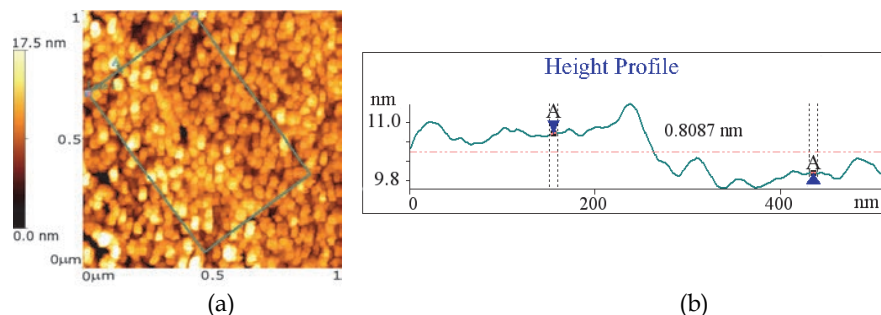 1
17.5 nm
0.5
0.0 nm
0μm
0μm
0.5
1
(a)
Height Profile
nm
11.0
9.8
A
0.8087 nm
A
0
200
400
nm
(b)